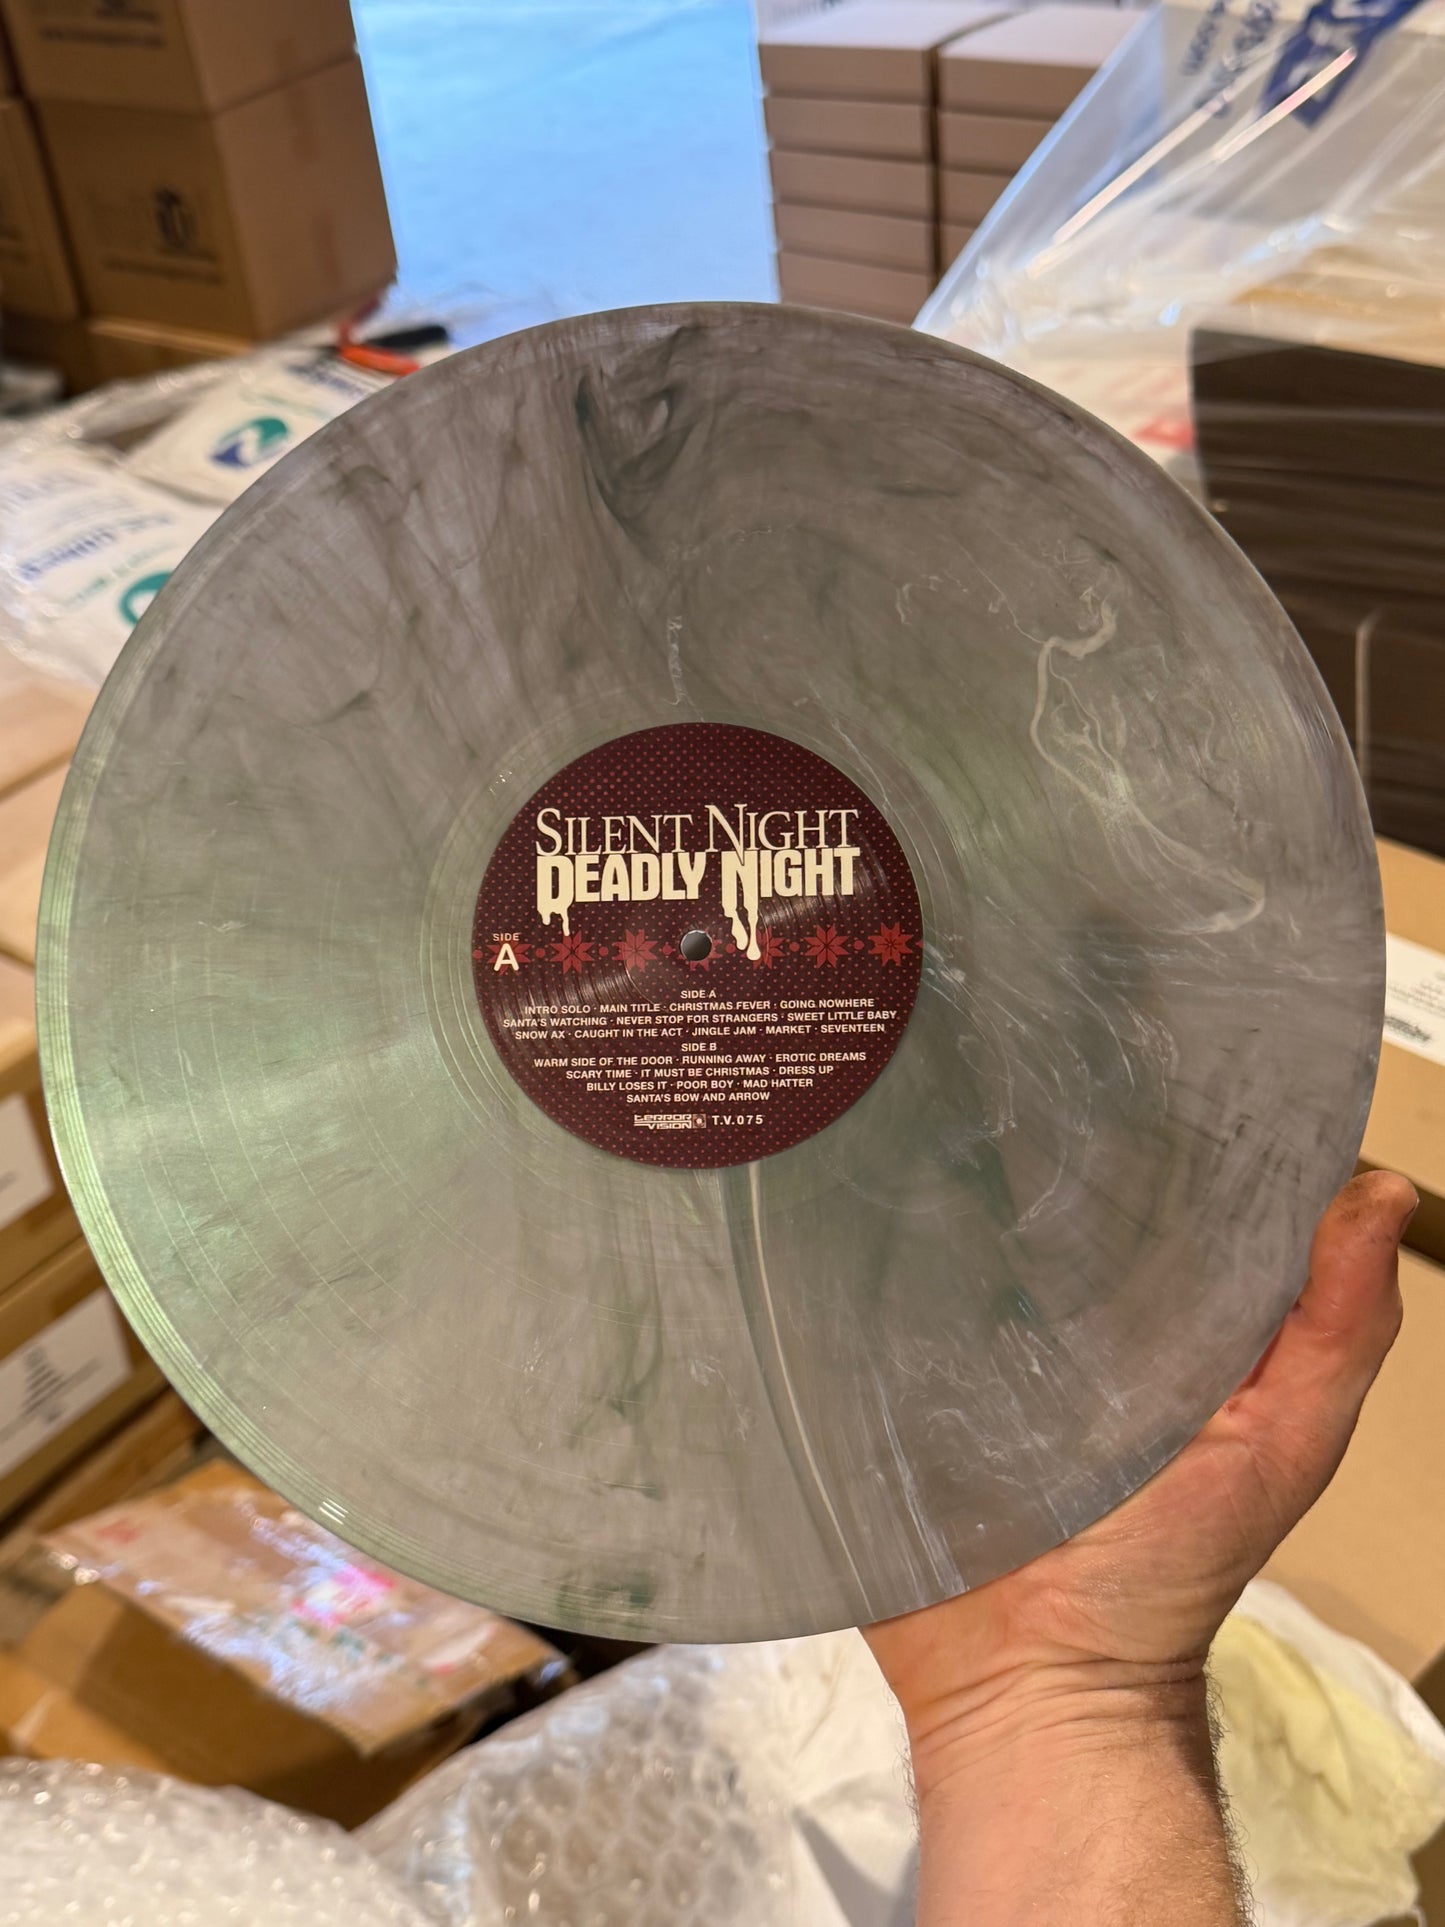 SILENT NIGHT
DEADLY NIGHT
SIDE
A
SIDE A
INTRO SOLO · MAIN TITLE · CHRISTMAS FEVER · GOING NOWHERE
SANTA'S WATCHING · NEVER STOP FOR STRANGERS · SWEET LITTLE BABY
SNOW AX · CAUGHT IN THE ACT · JINGLE JAM · MARKET · SEVENTEEN
SIDE B
WARM SIDE OF THE DOOR · RUNNING AWAY · EROTIC DREAMS
SCARY TIME · IT MUST BE CHRISTMAS · DRESS UP
BILLY LOSES IT · POOR BOY · MAD HATTER
SANTA'S BOW AND ARROW
TERROR VISION T.V.075